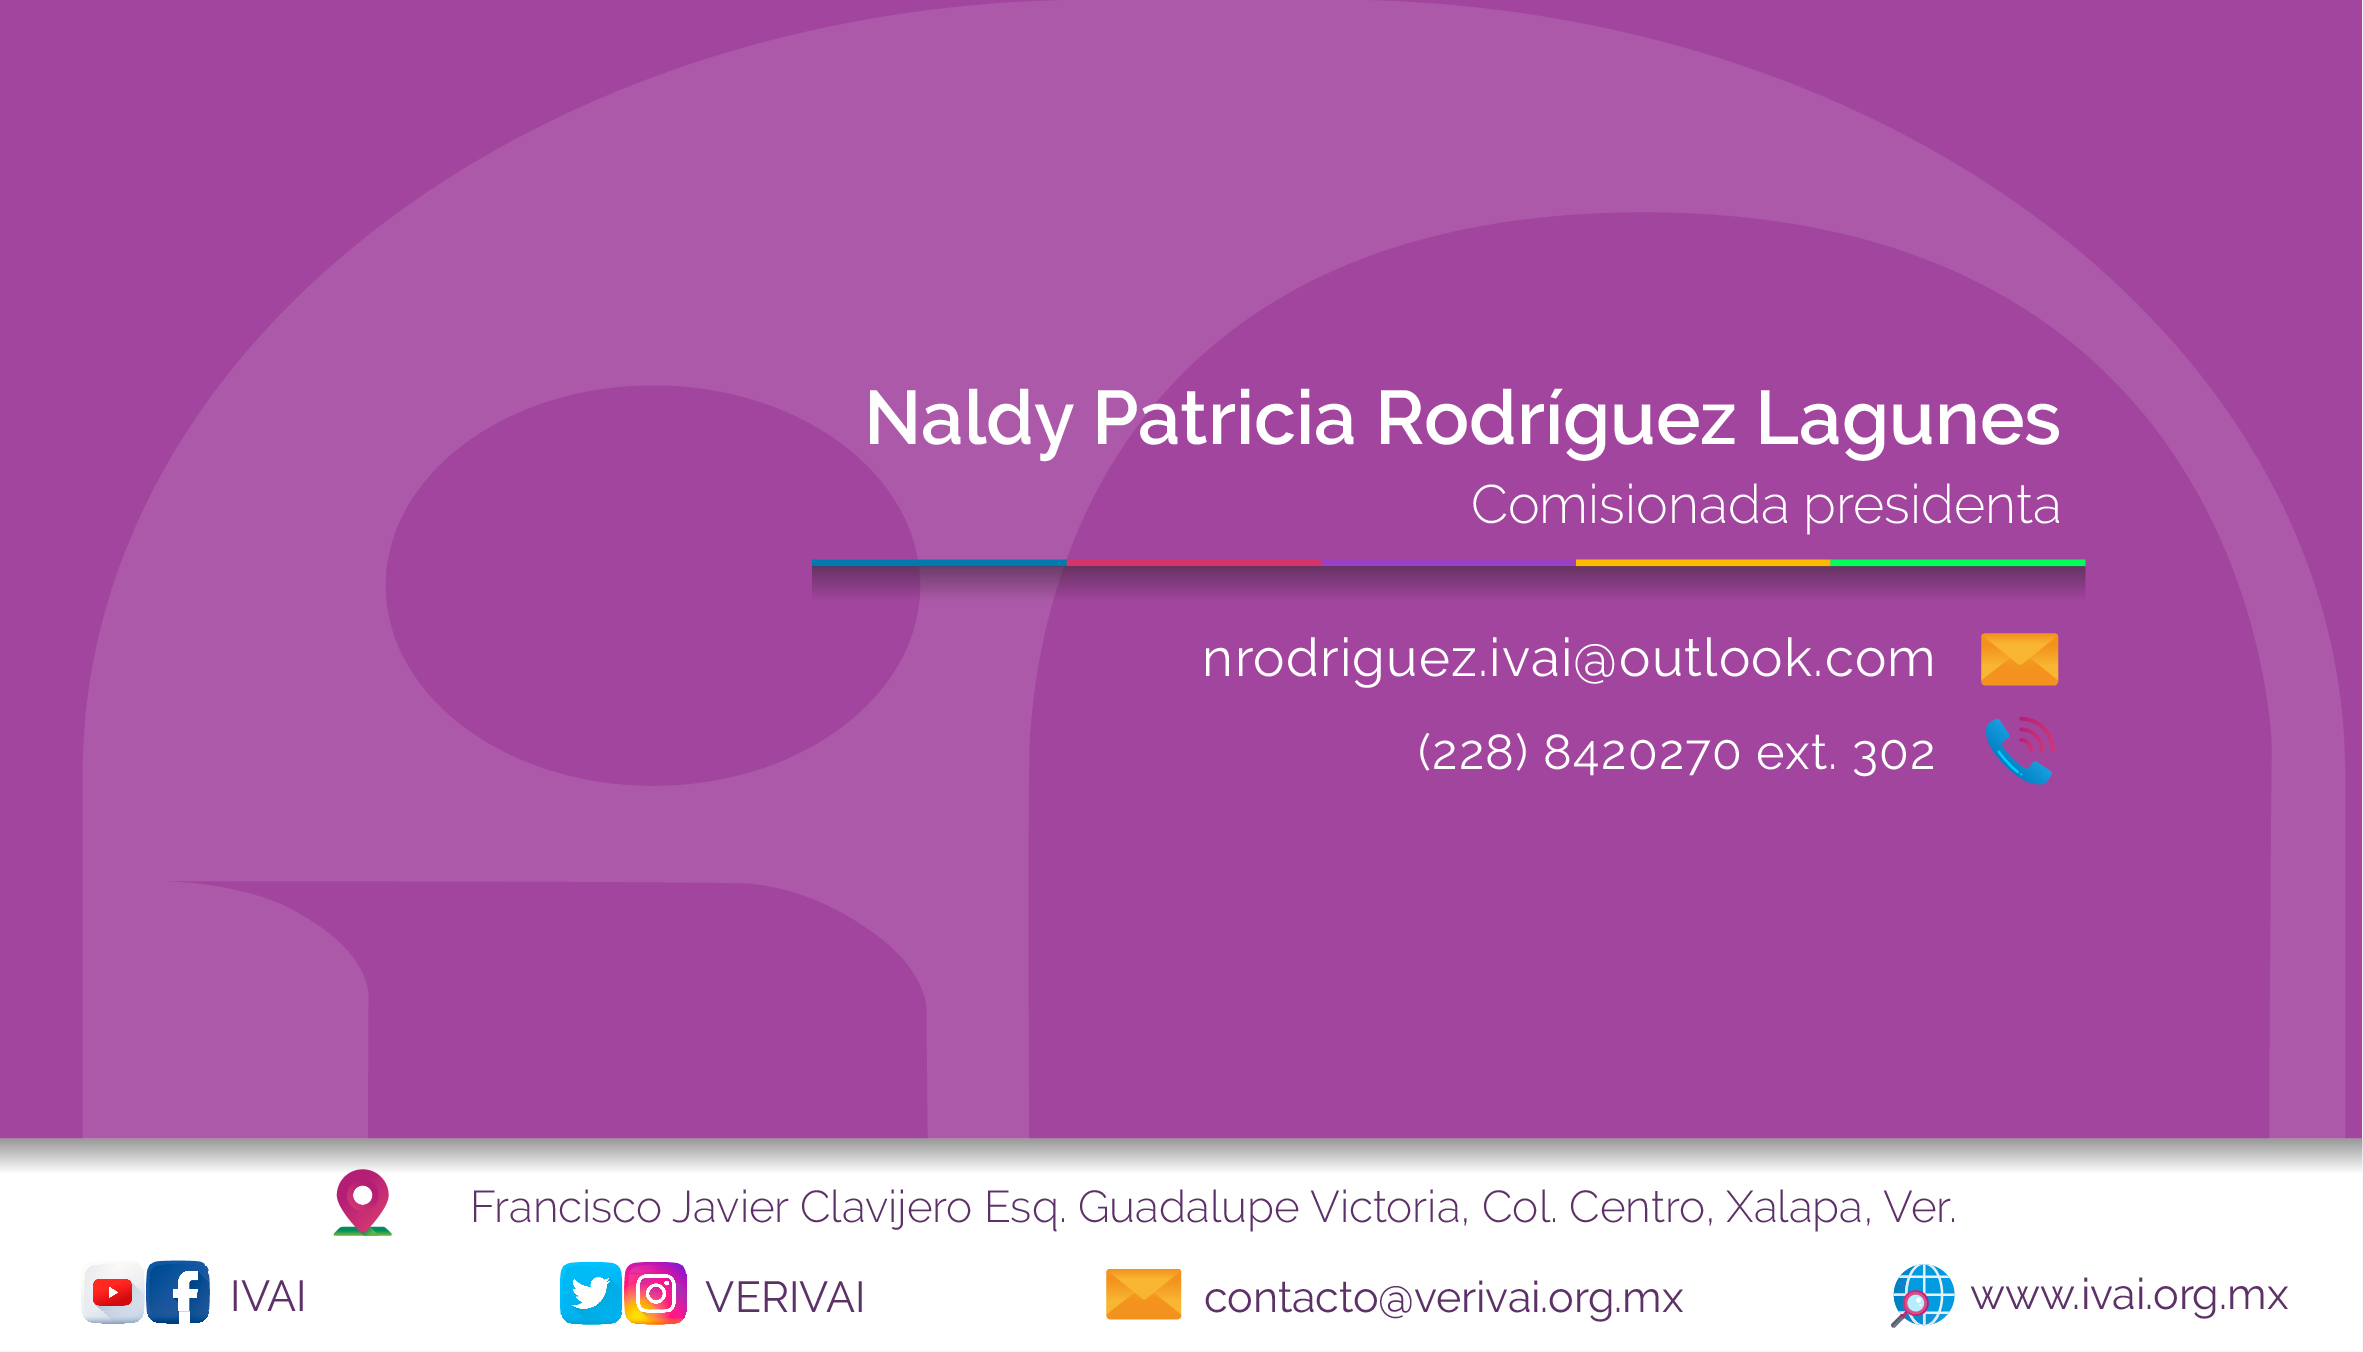 Naldy Patricia Rodríguez Lagunes
Comisionada presidenta
nrodriguez.ivai@outlook.com
(228) 8420270 ext. 302
Francisco Javier Clavijero Esq. Guadalupe Victoria, Col. Centro, Xalapa, Ver.
IVAI
VERIVAI
contacto@verivai.org.mx
www.ivai.org.mx